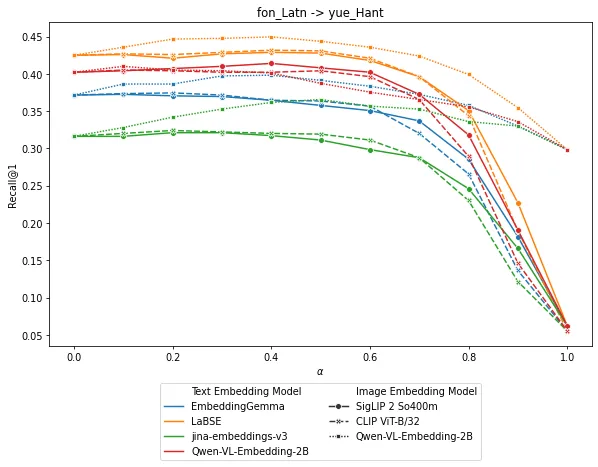 fon_Latn -> yue_Hant
Recall@1
0.45
0.40
0.35
0.30
0.25
0.20
0.15
0.10
0.05
0.0
0.2
0.4
0.6
0.8
1.0
α
Text Embedding Model
EmbeddingGemma
LaBSE
jina-embeddings-v3
Qwen-VL-Embedding-2B
Image Embedding Model
SigLIP 2 So400m
CLIP ViT-B/32
Qwen-VL-Embedding-2B